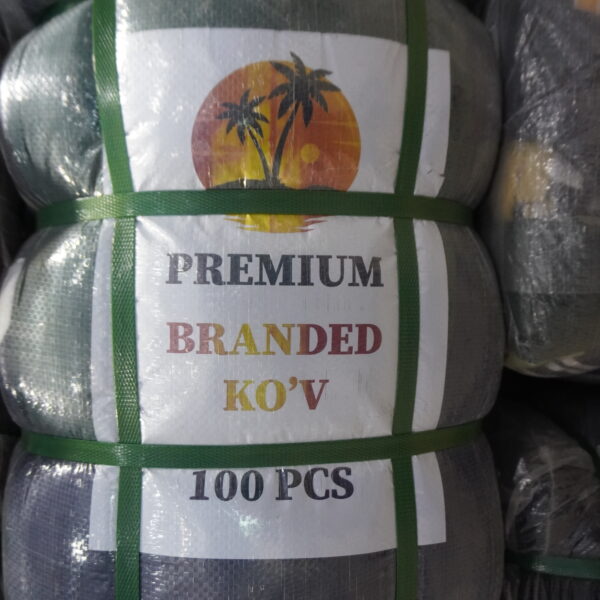 PREMIUM
BRANDED
KO'V
100 PCS